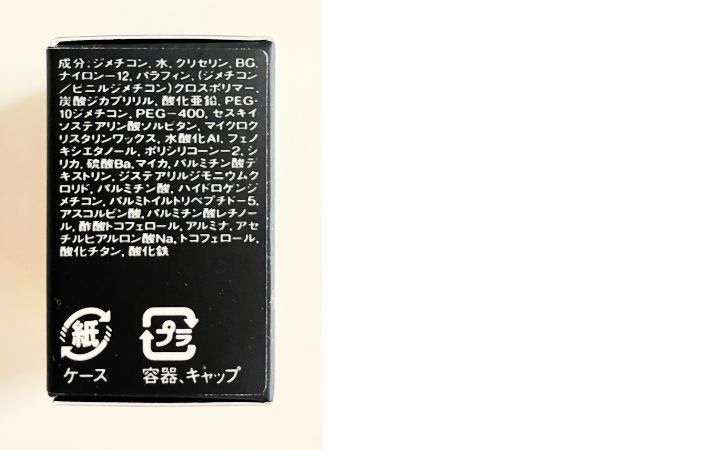 成分:ジメチコン、水、グリセリン、BG、
ナイロン-12、パラフィン、(ジメチコン
/ビニルジメチコン)クロスポリマー、
炭酸ジカプリリル、酸化亜鉛、PEG-
10ジメチコン、PEG-400、セスキイ
ソステアリン酸ソルビタン、マイクロク
リスタリンワックス、水酸化Al、フェノ
キシエタノール、ポリシリコーン-2、シ
リカ、硫酸Ba、マイカ、パルミチン酸デ
キストリン、ジステアリルジモニウムク
ロリド、パルミチン酸、ハイドロゲンジ
メチコン、パルミトイルトリペプチド-5、
アスコルビン酸、パルミチン酸レチノー
ル、酢酸トコフェロール、アルミナ、アセ
チルヒアルロン酸Na、トコフェロール、
酸化チタン、酸化鉄
紙 プラ
ケース 容器、キャップ